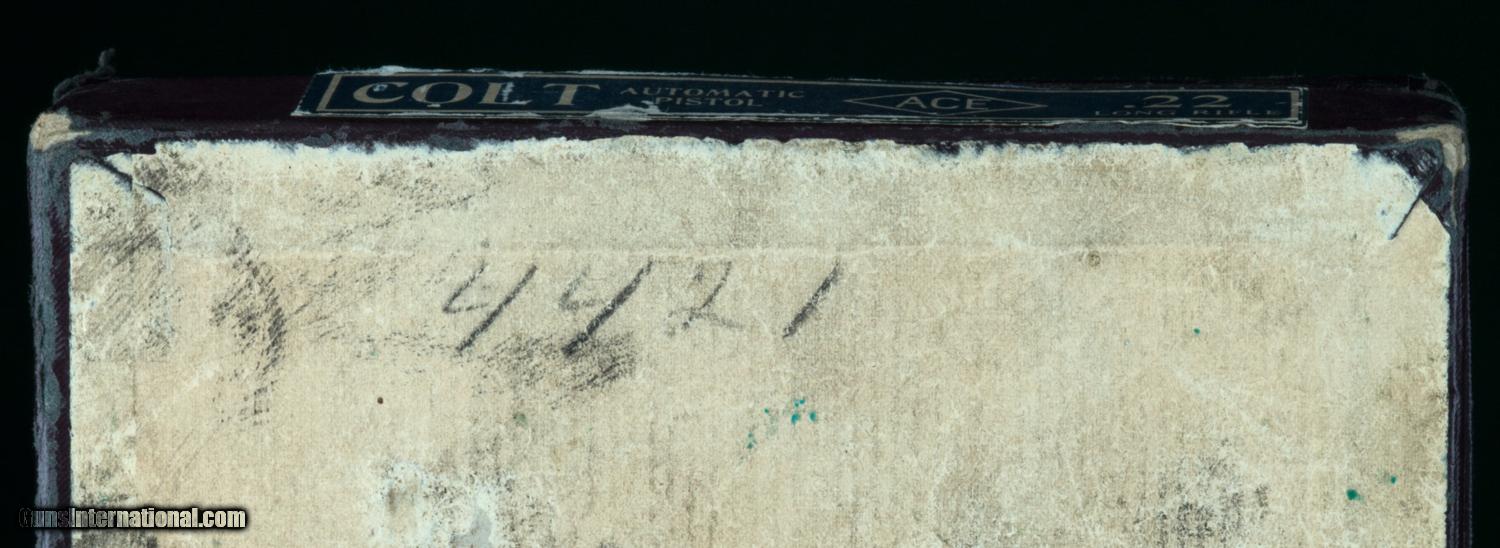 COLT AUTOMATIC PISTOL ACE .22 LONG RIFLE
4421
GunsInternational.com